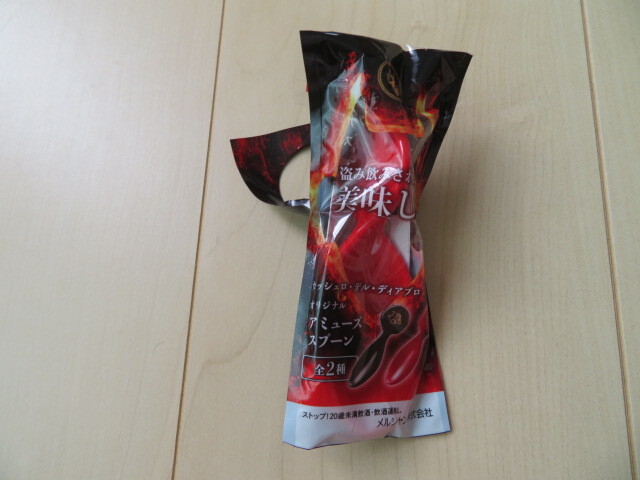 盗み飲みされ
美味し
カッシェロ・デル・ディアブロ
オリジナル
アミューズ
スプーン
全2種
ストップ!20歳未満飲酒・飲酒運転。
メルシャン株式会社